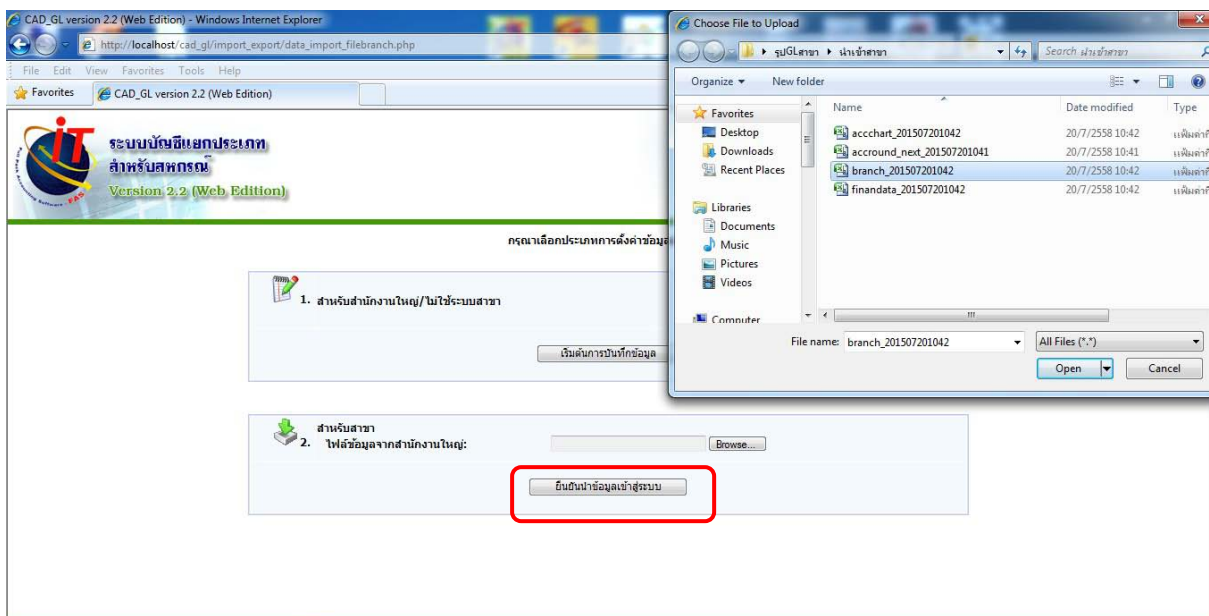 CAD_GL version 2.2 (Web Edition) - Windows Internet Explorer
http://localhost/cad_gl/import_export/data_import_filebranch.php
File Edit View Favorites Tools Help
Favorites
CAD_GL version 2.2 (Web Edition)
iT
ระบบบัญชีแยกประเภท
สำหรับสหกรณ์
Version 2.2 (Web Edition)
กรุณาเลือกประเภทการตั้งค่าข้อมูล
1. สำหรับสำนักงานใหญ่/ไม่ใช้ระบบสาขา
เริ่มต้นการบันทึกข้อมูล
สำหรับสาขา
2. ไฟล์ข้อมูลจากสำนักงานใหญ่:
Browse...
ยืนยันนำข้อมูลเข้าสู่ระบบ
Choose File to Upload
รูปGLสาขา
นำเข้าสาขา
Search นำเข้าสาขา
Organize
New folder
Favorites
Desktop
Downloads
Recent Places
Libraries
Documents
Music
Pictures
Videos
Computer
Name Date modified Type
accchart_201507201042 20/7/2558 10:42
accround_next_201507201041 20/7/2558 10:41
branch_201507201042 20/7/2558 10:42
finandata_201507201042 20/7/2558 10:42
File name: branch_201507201042
All Files (*.*)
Open
Cancel